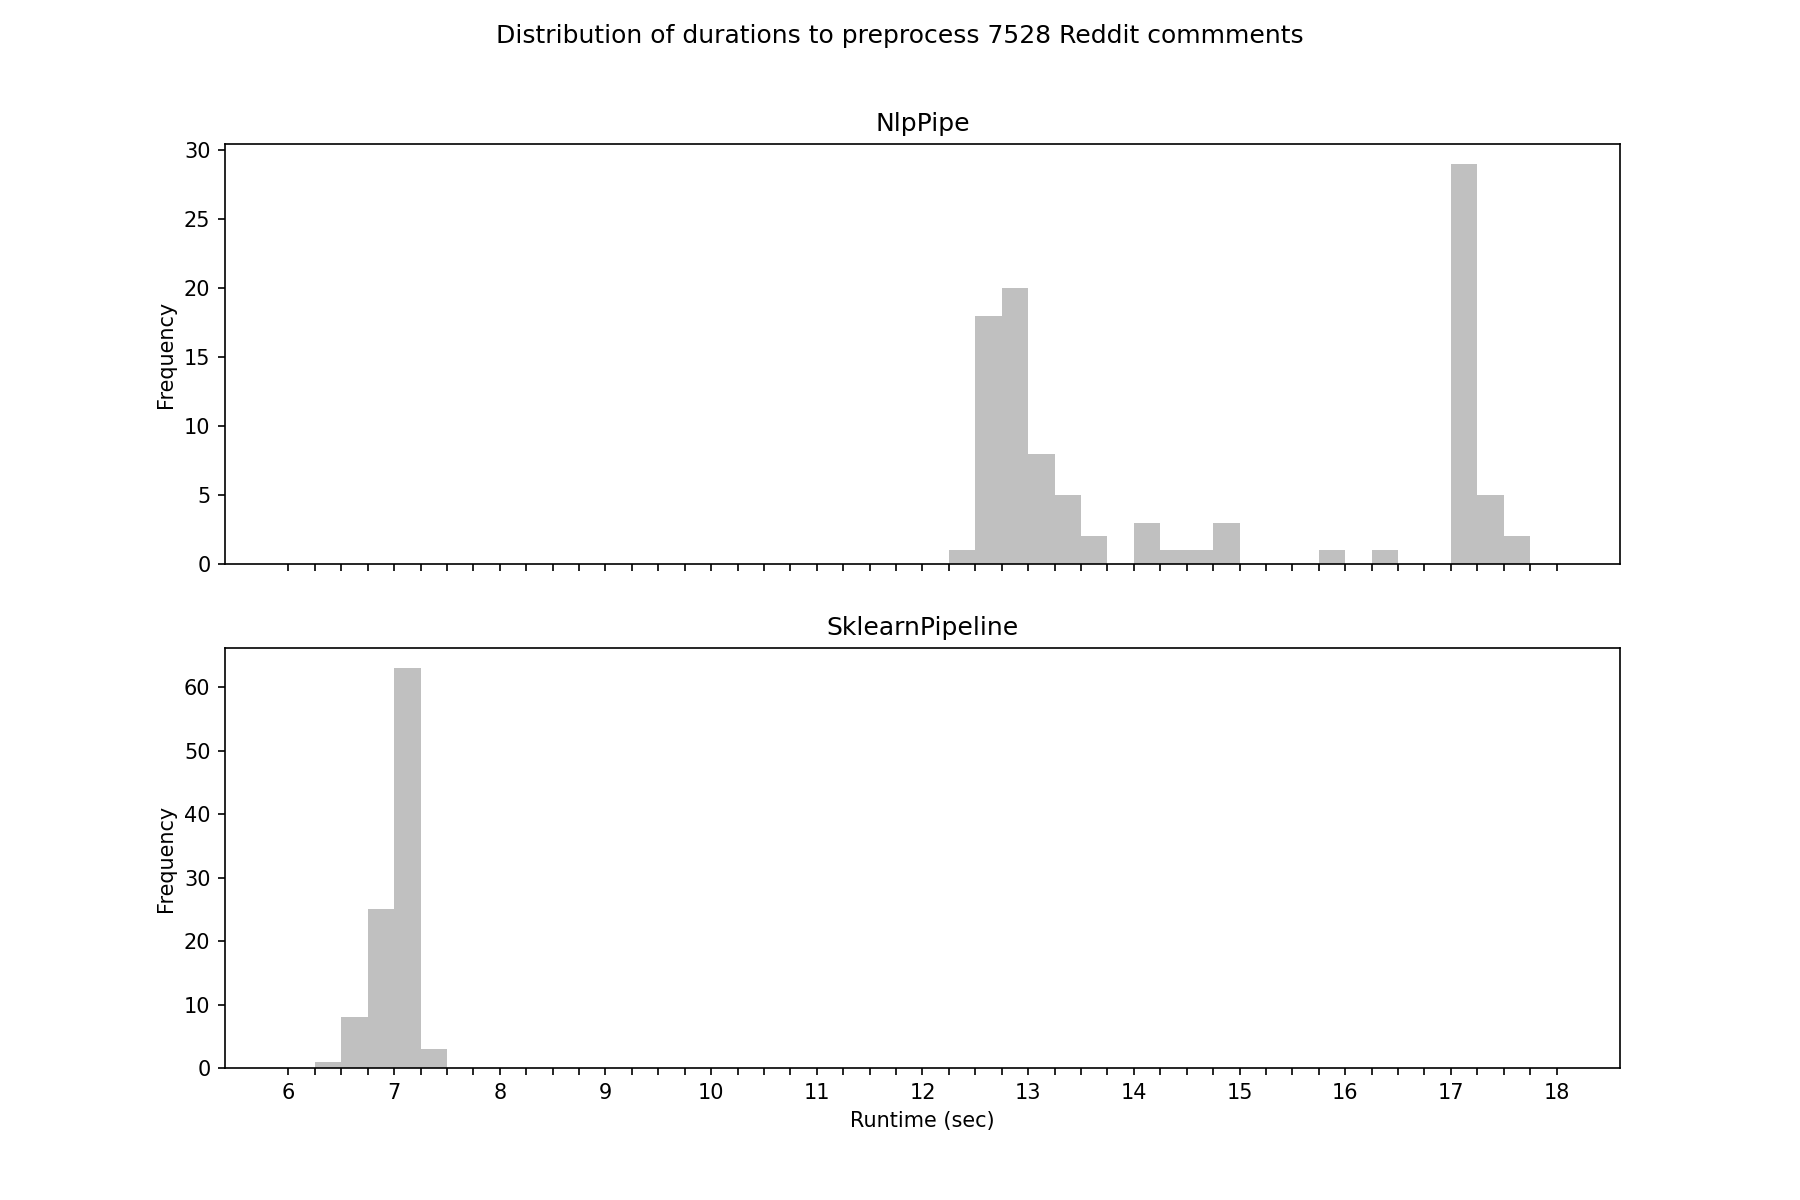 Distribution of durations to preprocess 7528 Reddit commments
NlpPipe
30
25
20
15
10
5
0
Frequency
SklearnPipeline
60
50
40
30
20
10
0
Frequency
6 7 8 9 10 11 12 13 14 15 16 17 18
Runtime (sec)